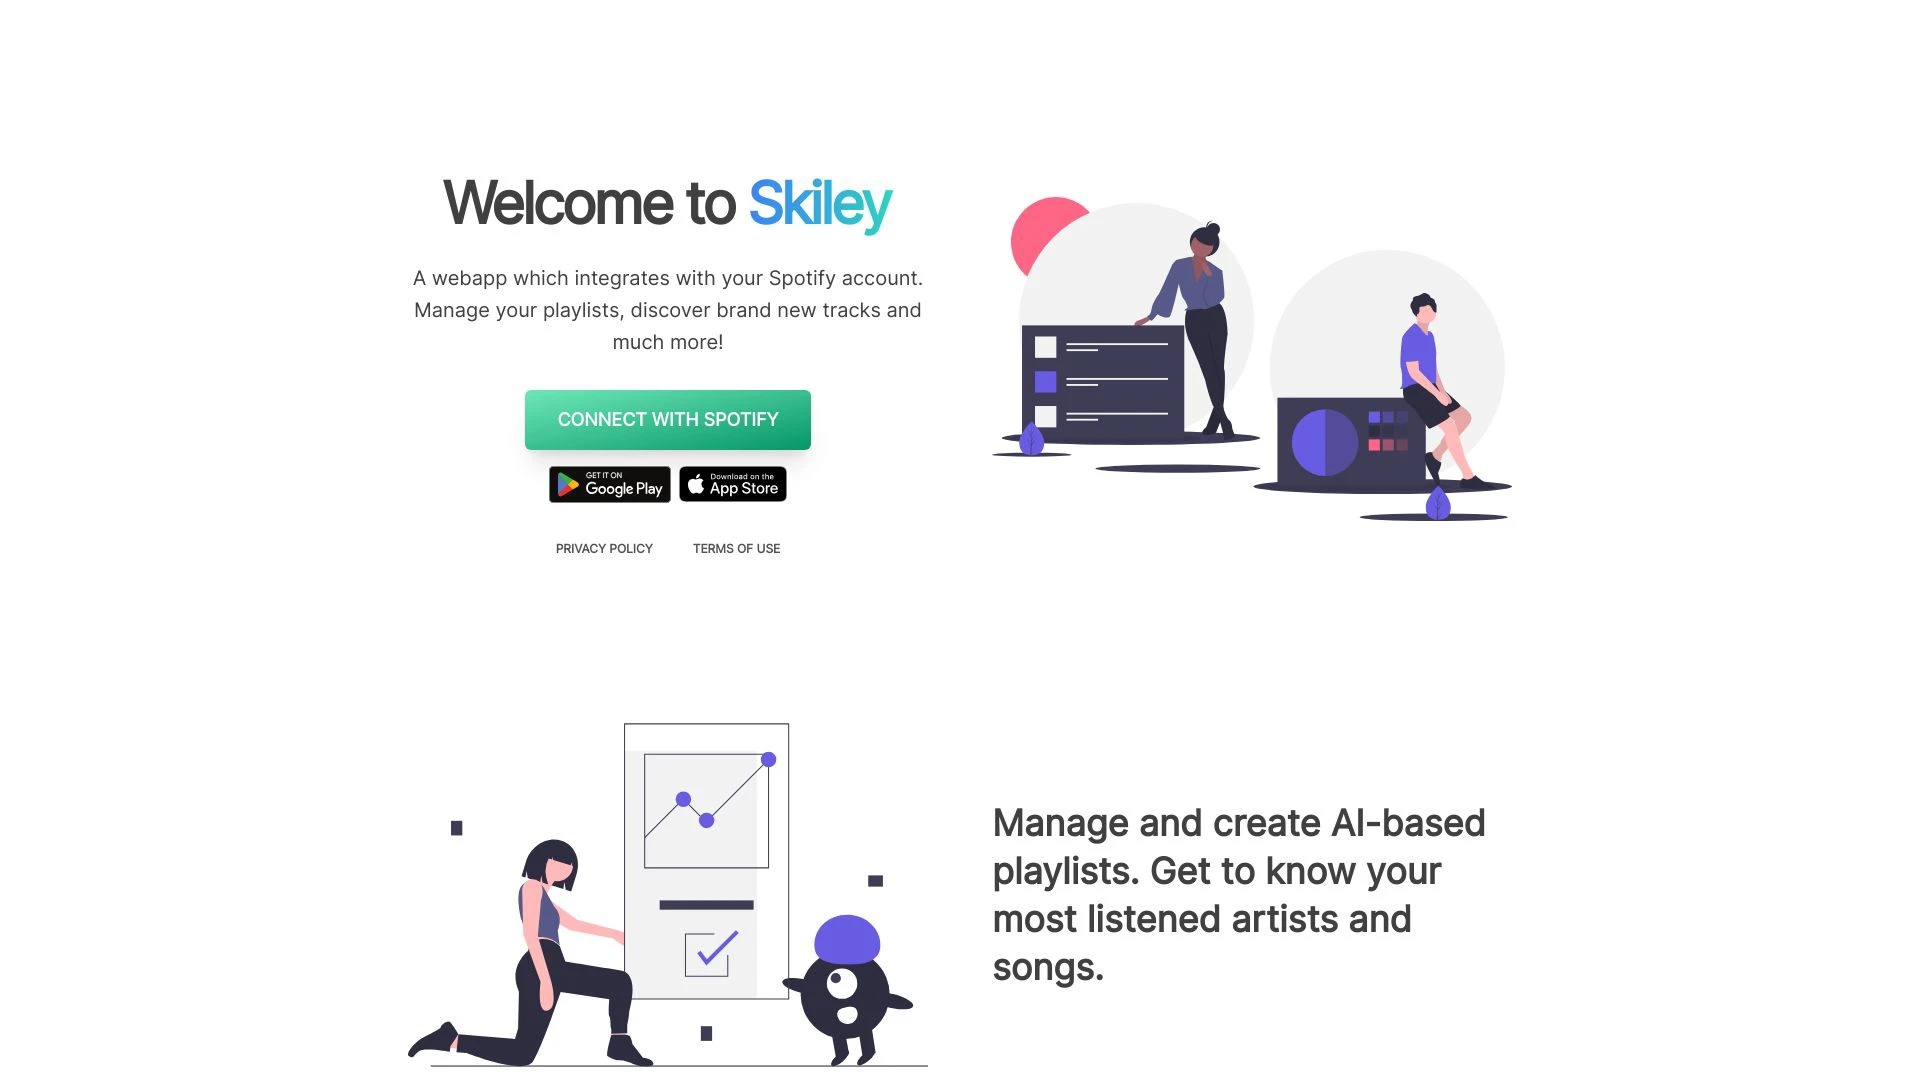 Welcome to Skiley
A webapp which integrates with your Spotify account.
Manage your playlists, discover brand new tracks and
much more!
CONNECT WITH SPOTIFY
GET IT ON
Google Play
Download on the
App Store
PRIVACY POLICY
TERMS OF USE
Manage and create AI-based
playlists. Get to know your
most listened artists and
songs.